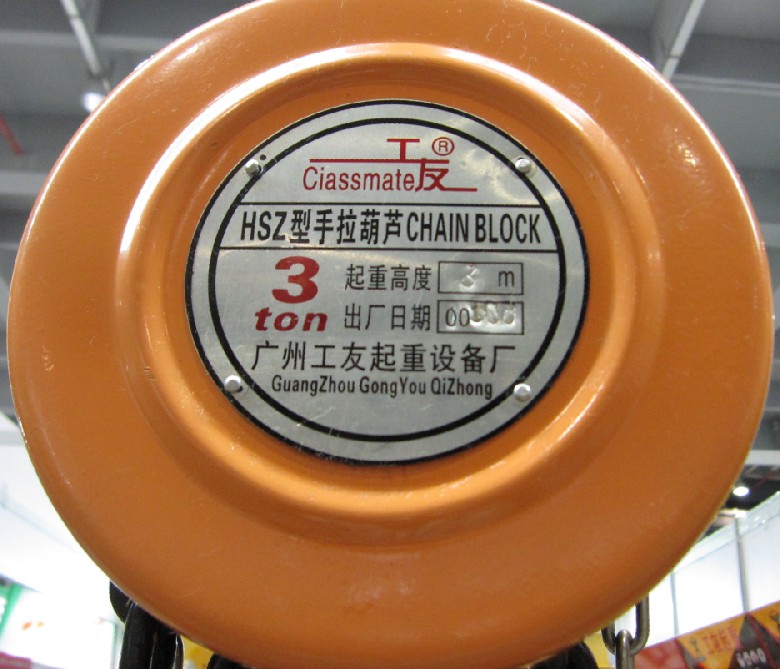 工友®
Ciassmate
HSZ型手拉葫芦CHAIN BLOCK
3
ton
起重高度 3 m
出厂日期
广州工友起重设备厂
GuangZhou GongYou QiZhong